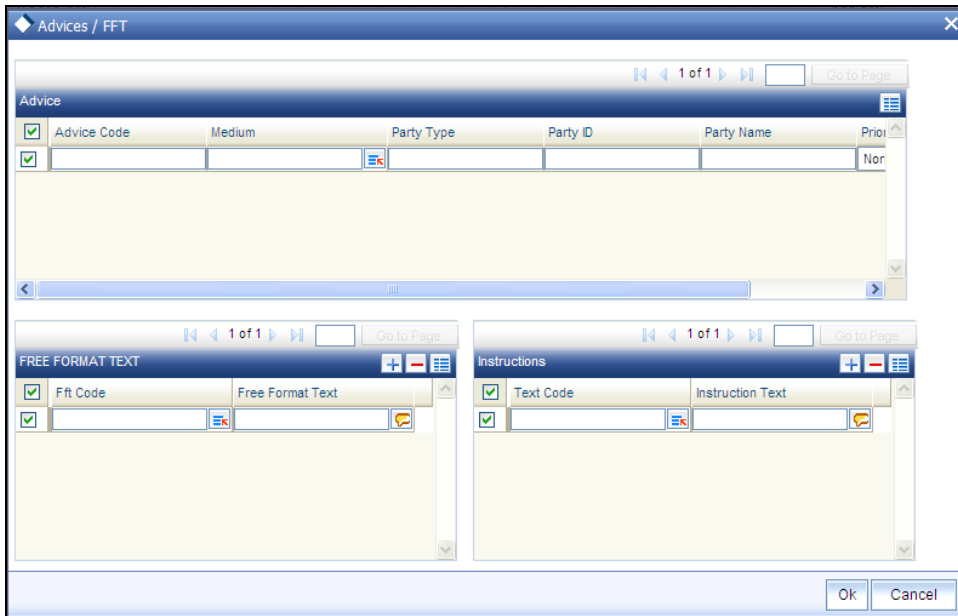 Advices / FFT
1 of 1 Go to Page
Advice
Advice Code Medium Party Type Party ID Party Name Prior
Nor
1 of 1 Go to Page
FREE FORMAT TEXT
Fft Code Free Format Text
1 of 1 Go to Page
Instructions
Text Code Instruction Text
Ok Cancel